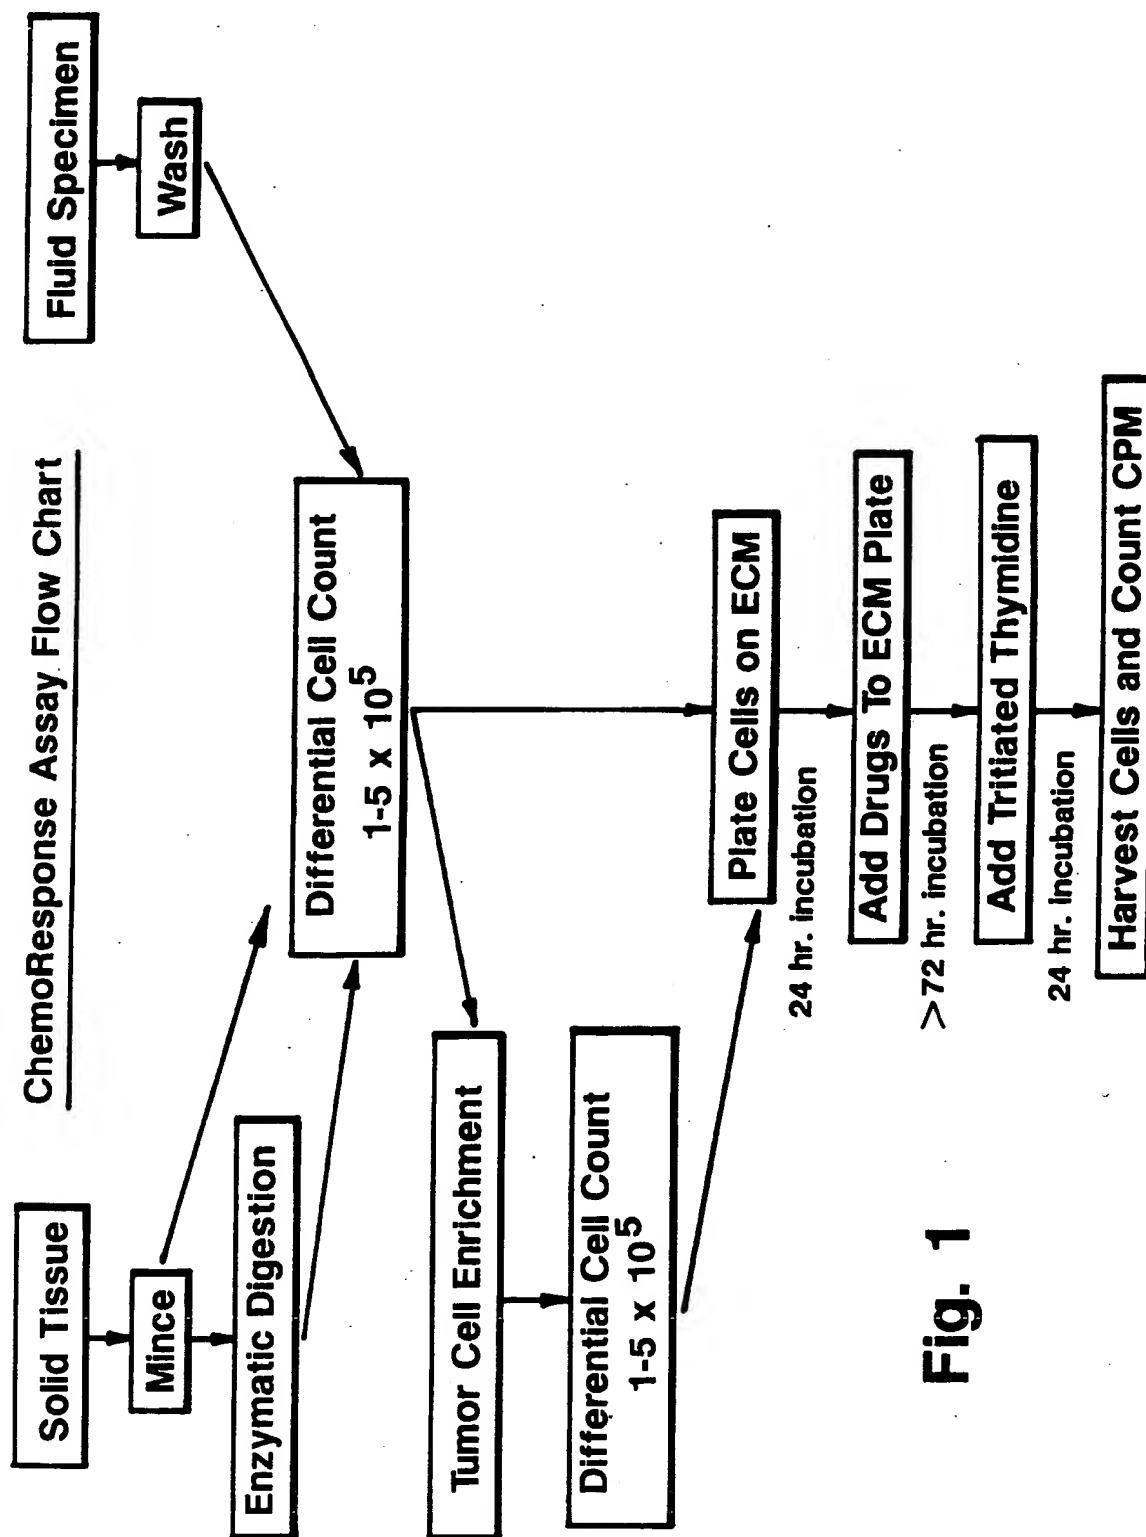 ChemoResponse Assay Flow Chart
Solid Tissue
Mince
Enzymatic Digestion
Fluid Specimen
Wash
Differential Cell Count
1-5 x 10⁵
Tumor Cell Enrichment
Differential Cell Count
1-5 x 10⁵
Plate Cells on ECM
24 hr. incubation
Add Drugs To ECM Plate
>72 hr. incubation
Add Tritiated Thymidine
24 hr. incubation
Harvest Cells and Count CPM
Fig. 1